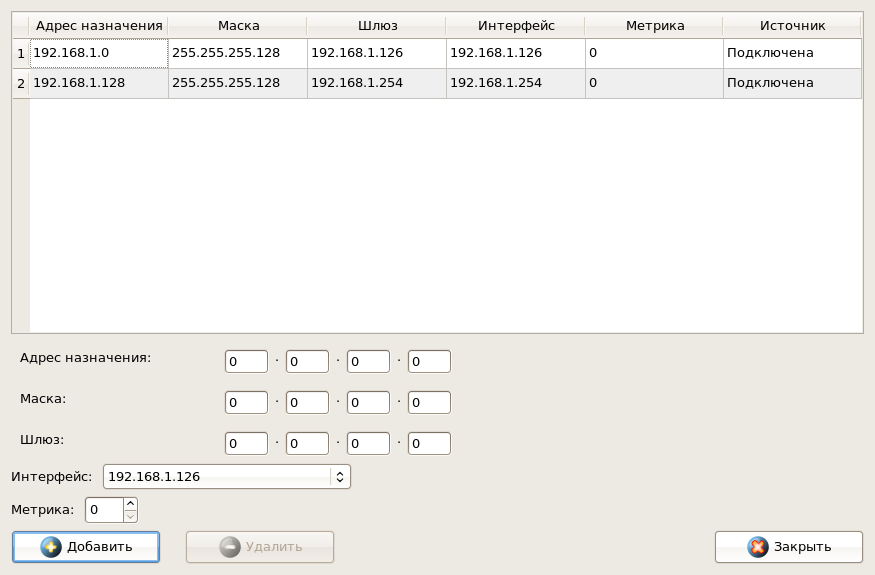 Адрес назначения Маска Шлюз Интерфейс Метрика Источник
1 192.168.1.0 255.255.255.128 192.168.1.126 192.168.1.126 0 Подключена
2 192.168.1.128 255.255.255.128 192.168.1.254 192.168.1.254 0 Подключена
Адрес назначения: 0 . 0 . 0 . 0
Маска: 0 . 0 . 0 . 0
Шлюз: 0 . 0 . 0 . 0
Интерфейс: 192.168.1.126
Метрика: 0
Добавить Удалить Закрыть